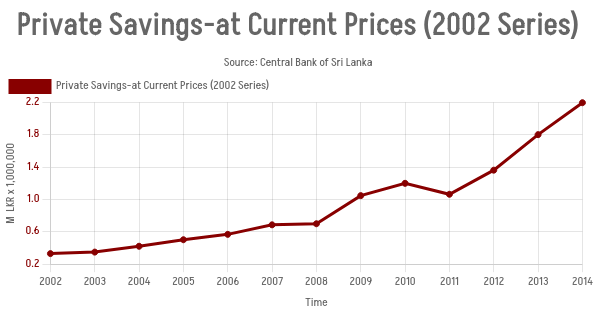 Private Savings-at Current Prices (2002 Series)
Source: Central Bank of Sri Lanka
Private Savings-at Current Prices (2002 Series)
M LKR x 1,000,000
2.2
1.8
1.4
1.0
0.6
0.2
2002 2003 2004 2005 2006 2007 2008 2009 2010 2011 2012 2013 2014
Time